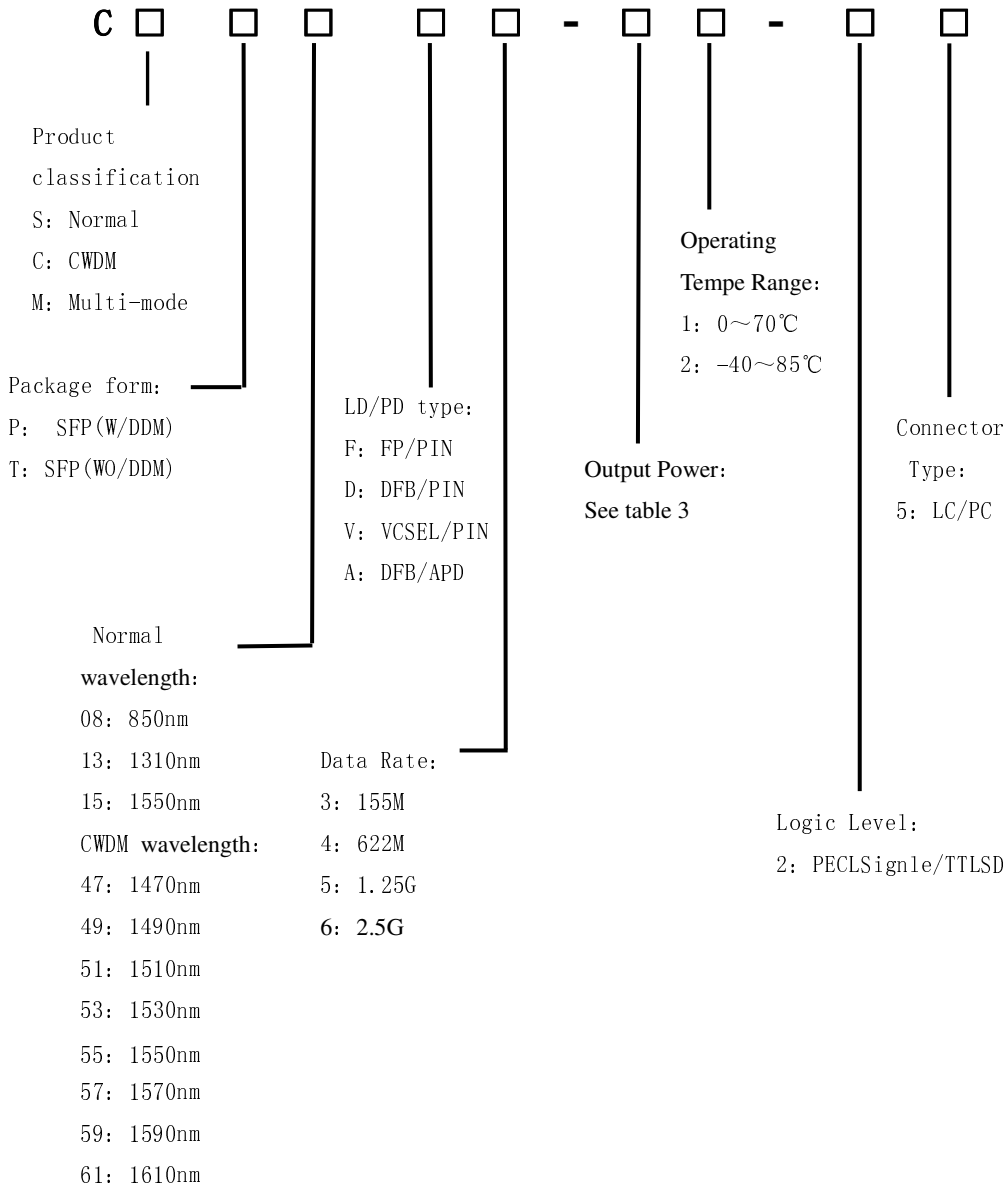 C □ □ □ □ □ - □ □ - □ □
Product
classification
S: Normal
C: CWDM
M: Multi-mode
Package form:
P: SFP(W/DDM)
T: SFP(WO/DDM)
Normal
wavelength:
08: 850nm
13: 1310nm
15: 1550nm
CWDM wavelength:
47: 1470nm
49: 1490nm
51: 1510nm
53: 1530nm
55: 1550nm
57: 1570nm
59: 1590nm
61: 1610nm
LD/PD type:
F: FP/PIN
D: DFB/PIN
V: VCSEL/PIN
A: DFB/APD
Data Rate:
3: 155M
4: 622M
5: 1.25G
6: 2.5G
Output Power:
See table 3
Operating
Tempe Range:
1: 0～70℃
2: -40～85℃
Logic Level:
2: PECLSignle/TTLSD
Connector
Type:
5: LC/PC